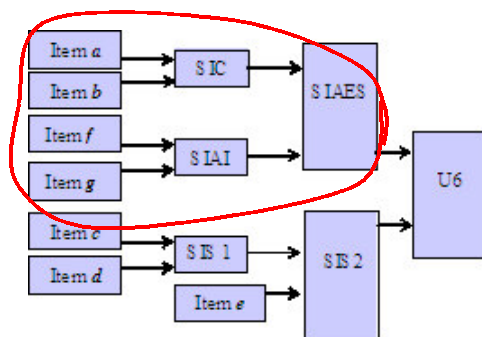 Item a
Item b
SIC
SIAES
Item f
Item g
SIAI
U6
Item c
Item d
SIS 1
SIS 2
Item e